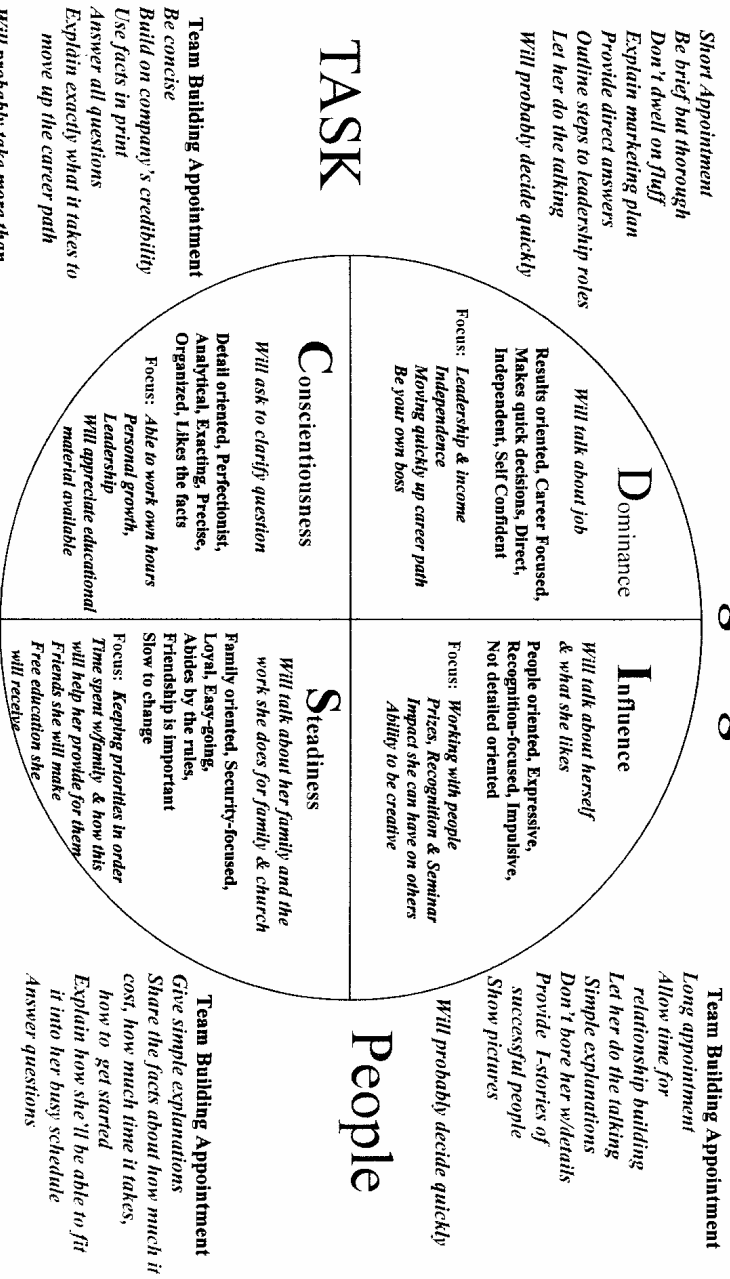 Short Appointment
Be brief but thorough
Don't dwell on fluff
Explain marketing plan
Provide direct answers
Outline steps to leadership roles
Let her do the talking
Will probably decide quickly
Dominance
Will talk about job
Results oriented, Career Focused,
Makes quick decisions, Direct,
Independent, Self Confident
Focus: Leadership & income
Independence
Moving quickly up career path
Be your own boss
Influence
Will talk about herself
& what she likes
People oriented, Expressive,
Recognition-focused, Impulsive,
Not detailed oriented
Focus: Working with people
Prizes, Recognition & Seminar
Impact she can have on others
Ability to be creative
Team Building Appointment
Long appointment
Allow time for
relationship building
Let her do the talking
Simple explanations
Don't bore her w/details
Provide I-stories of
successful people
Show pictures
Will probably decide quickly
TASK
People
Team Building Appointment
Be concise
Build on company's credibility
Use facts in print
Answer all questions
Explain exactly what it takes to
move up the career path
Will probably take more than
Conscientiousness
Will ask to clarify question
Detail oriented, Perfectionist,
Analytical, Exacting, Precise,
Organized, Likes the facts
Focus: Able to work own hours
Personal growth,
Leadership
Will appreciate educational
material available
Steadiness
Will talk about her family and the
work she does for family & church
Family oriented, Security-focused,
Loyal, Easy-going,
Abides by the rules,
Friendship is important
Slow to change
Focus: Keeping priorities in order
Time spent w/family & how this
will help her provide for them
Friends she will make
Free education she
will receive
Team Building Appointment
Give simple explanations
Share the facts about how much it
cost, how much time it takes,
how to get started
Explain how she'll be able to fit
it into her busy schedule
Answer questions